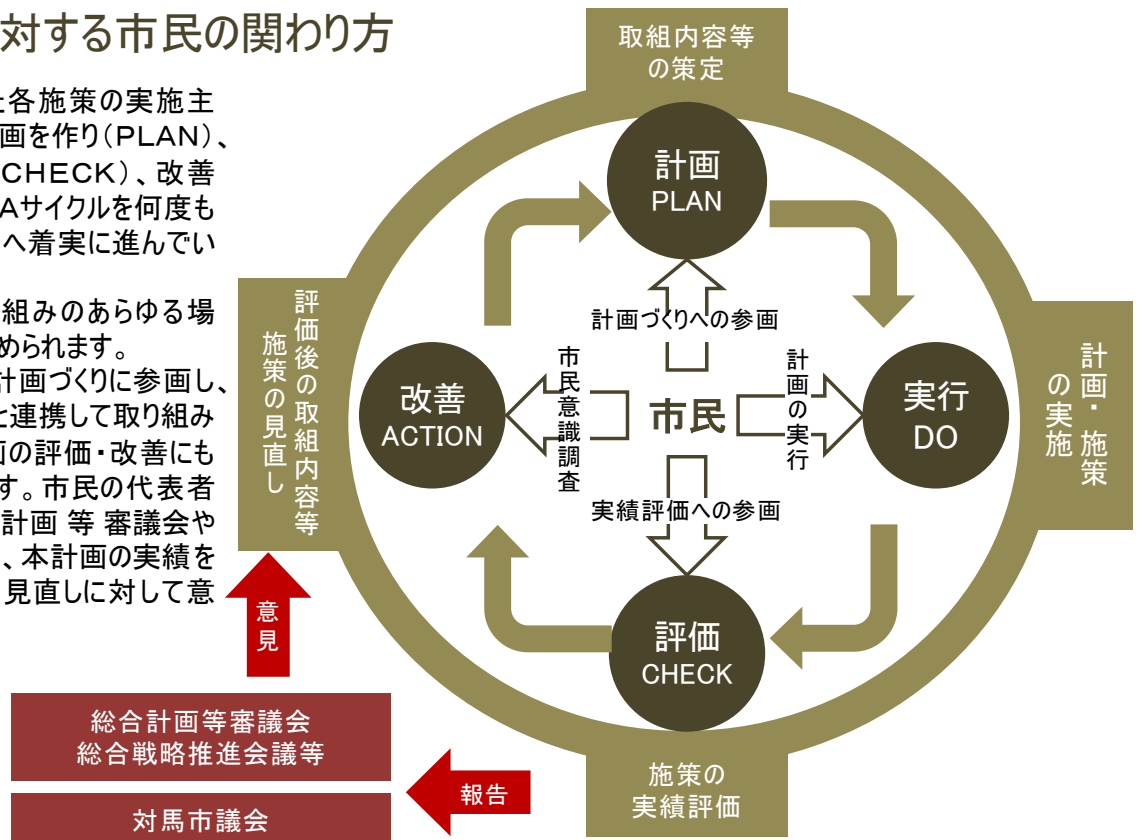 対する市民の関わり方
各施策の実施主
画を作り(PLAN)、
CHECK)、改善
Aサイクルを何度も
へ着実に進んでい
組みのあらゆる場
められます。
計画づくりに参画し、
と連携して取り組み
画の評価・改善にも
す。市民の代表者
計画 等 審議会や
、本計画の実績を
見直しに対して意
取組内容等
の策定
計画
PLAN
計画づくりへの参画
評価後の取組内容等
施策の見直し
改善
ACTION
市民意識調査
市民
計画の実行
実行
DO
計画・施策
の実施
実績評価への参画
評価
CHECK
施策の
実績評価
意見
総合計画等審議会
総合戦略推進会議等
対馬市議会
報告